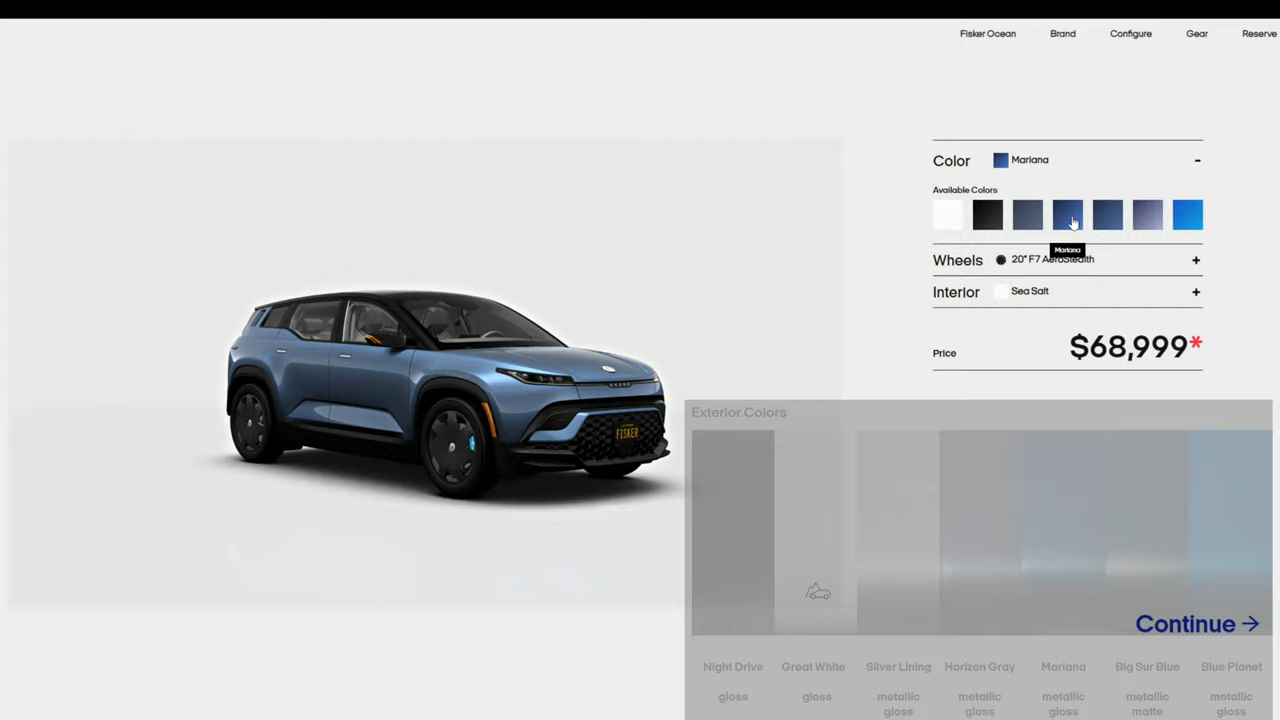 Fisker Ocean Brand Configure Gear Reserve
Color Mariana -
Available Colors
Mariana
Wheels 20" F7 AeroStealth +
Interior Sea Salt +
Price $68,999*
FISKER
Exterior Colors
Continue →
Night Drive Great White Silver Lining Horizon Gray Mariana Big Sur Blue Blue Planet
gloss gloss metallic metallic metallic metallic metallic
gloss gloss gloss matte gloss